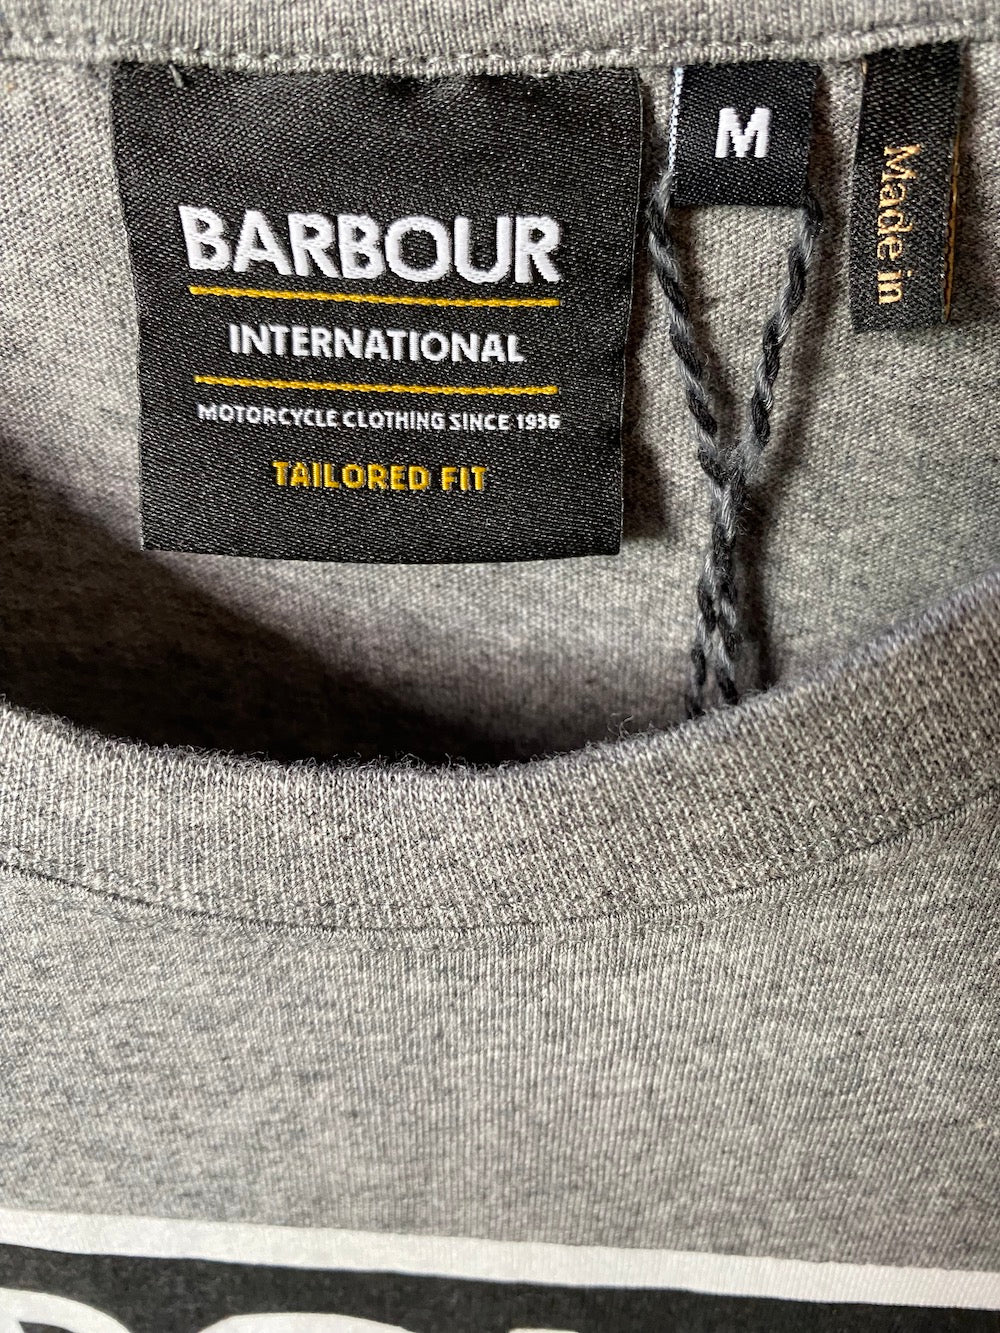 BARBOUR
INTERNATIONAL
MOTORCYCLE CLOTHING SINCE 1936
TAILORED FIT
M
Made in